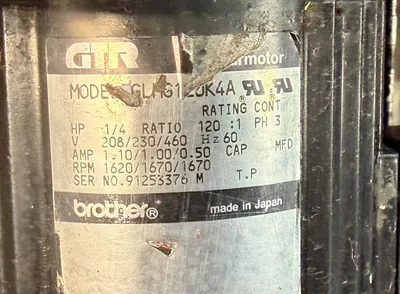 GTR
MODEL
RATING CONT
HP 1/4 RATIO 120 :1 PH 3
V 208/230/460 Hz 60
AMP 1.10/1.00/0.50 CAP MFD
RPM 1620/1670/1670
SER NO.91253376 M T.P
brother® made in Japan